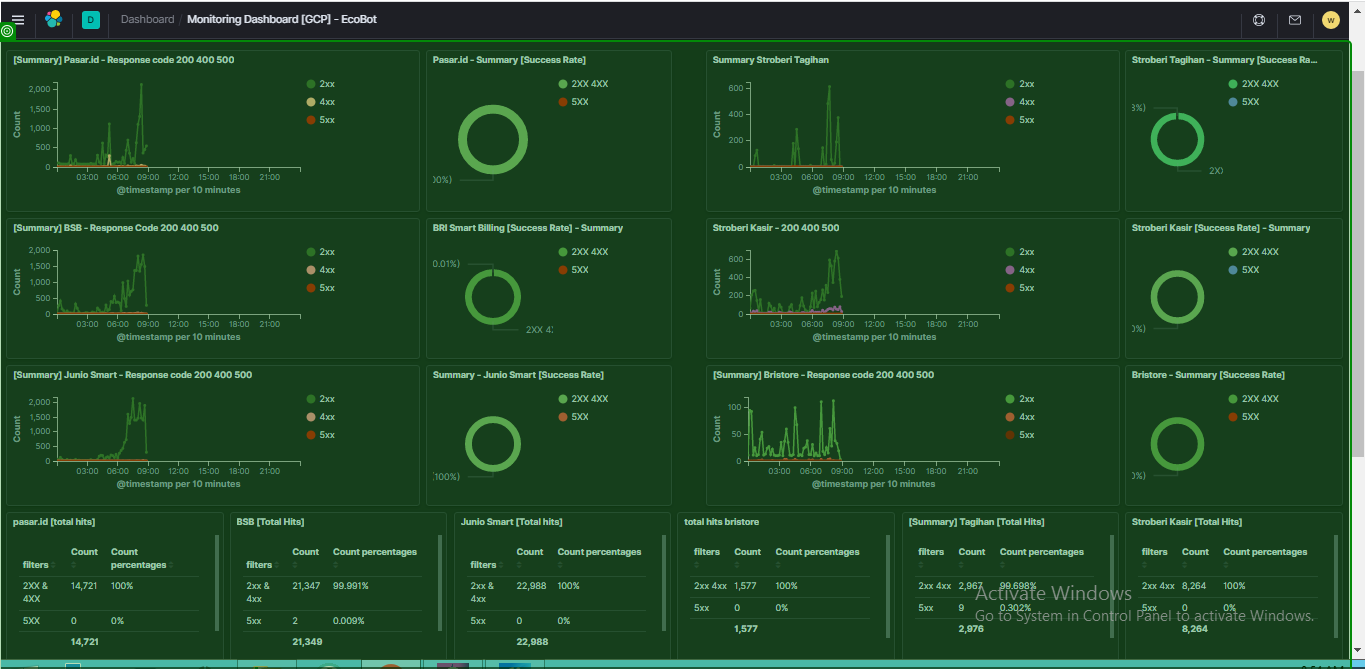 D Dashboard / Monitoring Dashboard [GCP] - EcoBot W
[Summary] Pasar.id - Response code 200 400 500
Count
2,000
1,500
1,000
500
0
03:00 06:00 09:00 12:00 15:00 18:00 21:00
@timestamp per 10 minutes
2xx
4xx
5xx
Pasar.id - Summary [Success Rate]
2XX 4XX
5XX
00%)
Summary Stroberi Tagihan
Count
600
400
200
0
03:00 06:00 09:00 12:00 15:00 18:00 21:00
@timestamp per 10 minutes
2xx
4xx
5xx
Stroberi Tagihan - Summary [Success Ra...
2XX 4XX
5XX
3%)
2X(
[Summary] BSB - Response Code 200 400 500
Count
2,000
1,500
1,000
500
0
03:00 06:00 09:00 12:00 15:00 18:00 21:00
@timestamp per 10 minutes
2xx
4xx
5xx
BRI Smart Billing [Success Rate] - Summary
2XX 4XX
5XX
0.01%)
2XX 4
Stroberi Kasir - 200 400 500
Count
600
400
200
0
03:00 06:00 09:00 12:00 15:00 18:00 21:00
@timestamp per 10 minutes
2xx
4xx
5xx
Stroberi Kasir [Success Rate] - Summary
2XX 4XX
5XX
0%)
[Summary] Junio Smart - Response code 200 400 500
Count
2,000
1,500
1,000
500
0
03:00 06:00 09:00 12:00 15:00 18:00 21:00
@timestamp per 10 minutes
2xx
4xx
5xx
Summary - Junio Smart [Success Rate]
2XX 4XX
5XX
(100%)
[Summary] Bristore - Response code 200 400 500
Count
100
50
0
03:00 06:00 09:00 12:00 15:00 18:00 21:00
@timestamp per 10 minutes
2xx
4xx
5xx
Bristore - Summary [Success Rate]
2XX 4XX
5XX
0%)
pasar.id [total hits]
filters Count Count percentages
2XX & 4XX 14,721 100%
5XX 0 0%
14,721
BSB [Total Hits]
filters Count Count percentages
2xx & 4xx 21,347 99.991%
5xx 2 0.009%
21,349
Junio Smart [Total hits]
filters Count Count percentages
2xx & 4xx 22,988 100%
5xx 0 0%
22,988
total hits bristore
filters Count Count percentages
2xx 4xx 1,577 100%
5xx 0 0%
1,577
[Summary] Tagihan [Total Hits]
filters Count Count percentages
2xx 4xx 2,967 99.698%
5xx 9 0.302%
2,976
Stroberi Kasir [Total Hits]
filters Count Count percentages
2xx 4xx 8,264 100%
5xx 0 0%
8,264
Activate Windows
Go to System in Control Panel to activate Windows.